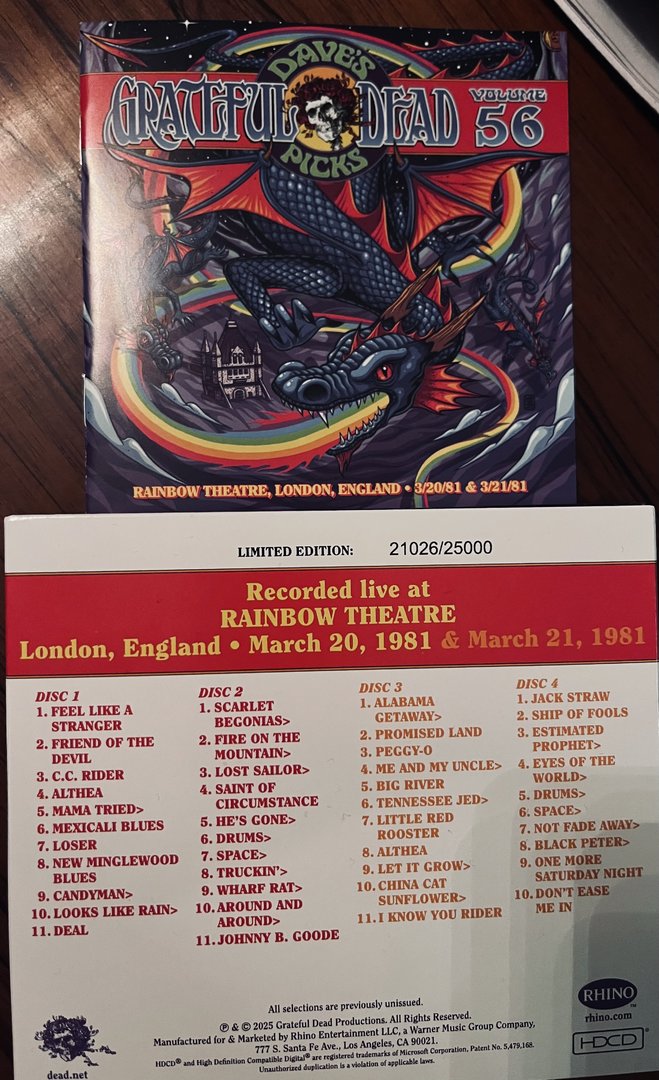 DAVE'S
GRATEFUL DEAD
PICKS
VOLUME
56
RAINBOW THEATRE, LONDON, ENGLAND • 3/20/81 & 3/21/81
LIMITED EDITION: 21026/25000
Recorded live at
RAINBOW THEATRE
London, England • March 20, 1981 & March 21, 1981
DISC 1
1. FEEL LIKE A
STRANGER
2. FRIEND OF THE
DEVIL
3. C.C. RIDER
4. ALTHEA
5. MAMA TRIED>
6. MEXICALI BLUES
7. LOSER
8. NEW MINGLEWOOD
BLUES
9. CANDYMAN>
10. LOOKS LIKE RAIN>
11. DEAL
DISC 2
1. SCARLET
BEGONIAS>
2. FIRE ON THE
MOUNTAIN>
3. LOST SAILOR>
4. SAINT OF
CIRCUMSTANCE
5. HE'S GONE>
6. DRUMS>
7. SPACE>
8. TRUCKIN'>
9. WHARF RAT>
10. AROUND AND
AROUND>
11. JOHNNY B. GOODE
DISC 3
1. ALABAMA
GETAWAY>
2. PROMISED LAND
3. PEGGY-O
4. ME AND MY UNCLE>
5. BIG RIVER
6. TENNESSEE JED>
7. LITTLE RED
ROOSTER
8. ALTHEA
9. LET IT GROW>
10. CHINA CAT
SUNFLOWER>
11. I KNOW YOU RIDER
DISC 4
1. JACK STRAW
2. SHIP OF FOOLS
3. ESTIMATED
PROPHET>
4. EYES OF THE
WORLD>
5. DRUMS>
6. SPACE>
7. NOT FADE AWAY>
8. BLACK PETER>
9. ONE MORE
SATURDAY NIGHT
10. DON'T EASE
ME IN
All selections are previously unissued.
℗ & © 2025 Grateful Dead Productions. All Rights Reserved.
Manufactured for & Marketed by Rhino Entertainment LLC, a Warner Music Group Company,
777 S. Santa Fe Ave., Los Angeles, CA 90021.
HDCD® and High Definition Compatible Digital® are registered trademarks of Microsoft Corporation, Patent No. 5,479,168.
Unauthorized duplication is a violation of applicable laws.
dead.net
RHINO
™
rhino.com
HDCD